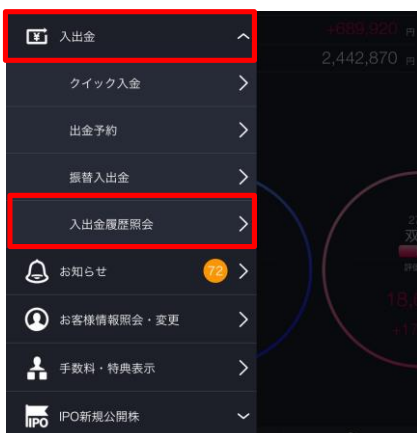 入出金
+689,920 円
2,442,870 円
クイック入金
出金予約
振替入出金
入出金履歴照会
お知らせ 72
お客様情報照会・変更
手数料・特典表示
IPO IPO新規公開株